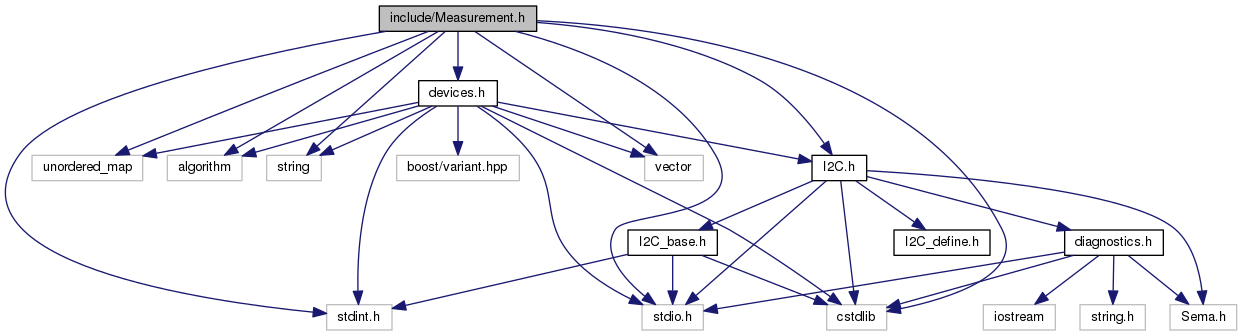 include/Measurement.h
devices.h
unordered_map
algorithm
string
boost/variant.hpp
vector
I2C.h
I2C_base.h
I2C_define.h
diagnostics.h
stdint.h
stdio.h
cstdlib
iostream
string.h
Sema.h